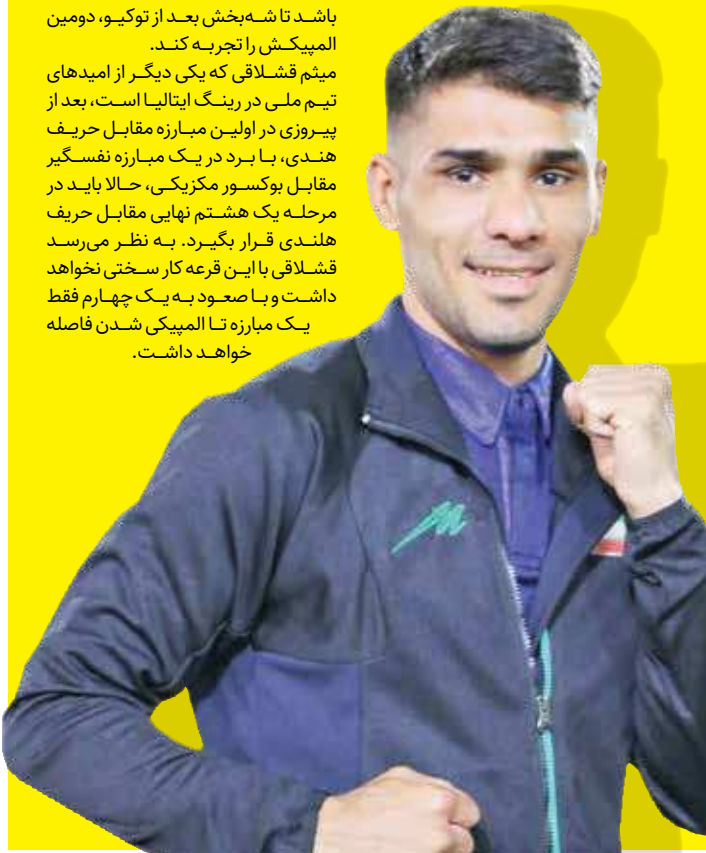 باشد تا شه‌بخش بعد از توکیو، دومین
المپیکش را تجربه کند.
میثم قشلاقی که یکی دیگر از امیدهای
تیم ملی در رینگ ایتالیا است، بعد از
پیروزی در اولین مبارزه مقابل حریف
هندی، با برد در یک مبارزه نفسگیر
مقابل بوکسور مکزیکی، حالا باید در
مرحله یک هشتم نهایی مقابل حریف
هلندی قرار بگیرد. به نظر می‌رسد
قشلاقی با این قرعه کار سختی نخواهد
داشت و با صعود به یک چهارم فقط
یک مبارزه تا المپیکی شدن فاصله
خواهد داشت.